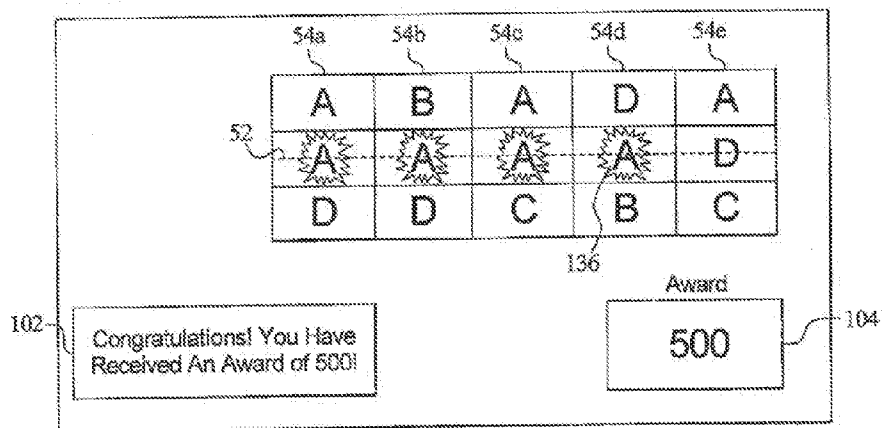 54a 54b 54c 54d 54e
A B A D A
52 A A A A D
D D C B C
136
Award
102 Congratulations! You Have 500 104
Received An Award of 500!